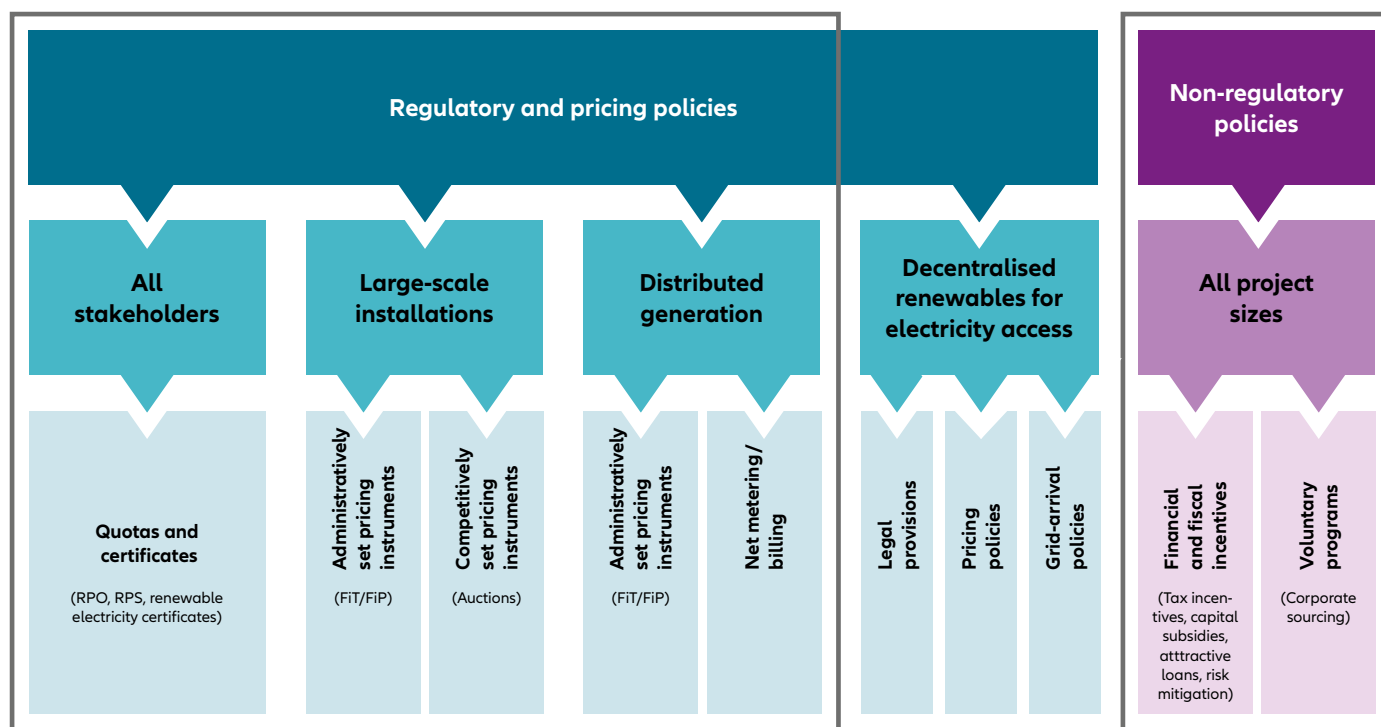 Regulatory and pricing policies
Non-regulatory
policies
All
stakeholders
Large-scale
installations
Distributed
generation
Decentralised
renewables for
electricity access
All project
sizes
Quotas and
certificates
(RPO, RPS, renewable
electricity certificates)
Administratively
set pricing
instruments
(FiT/FiP)
Competitively
set pricing
instruments
(Auctions)
Administratively
set pricing
instruments
(FiT/FiP)
Net metering/
billing
Legal
provisions
Pricing
policies
Grid-arrival
policies
Financial
and fiscal
incentives
(Tax incen-
tives, capital
subsidies,
atttractive
loans, risk
mitigation)
Voluntary
programs
(Corporate
sourcing)